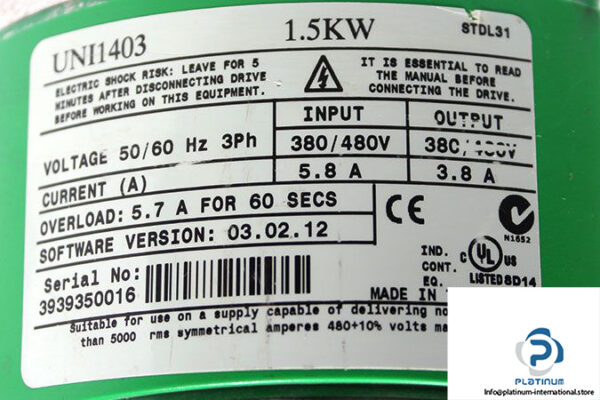 UNI1403 1.5KW STDL31
ELECTRIC SHOCK RISK: LEAVE FOR 5
MINUTES AFTER DISCONNECTING DRIVE
BEFORE WORKING ON THIS EQUIPMENT.
IT IS ESSENTIAL TO READ
THE MANUAL BEFORE
CONNECTING THE DRIVE.
INPUT OUTPUT
VOLTAGE 50/60 Hz 3Ph 380/480V
CURRENT (A) 5.8 A 3.8 A
OVERLOAD: 5.7 A FOR 60 SECS
SOFTWARE VERSION: 03.02.12
CE
N1652
Serial No:
3939350016
IND.
CONT.
EQ.
C UL US
LISTED 8D14
MADE IN
Suitable for use on a supply capable of delivering no
than 5000 rms symmetrical amperes 480+10% volts
PLATINUM
Info@platinum-international.store